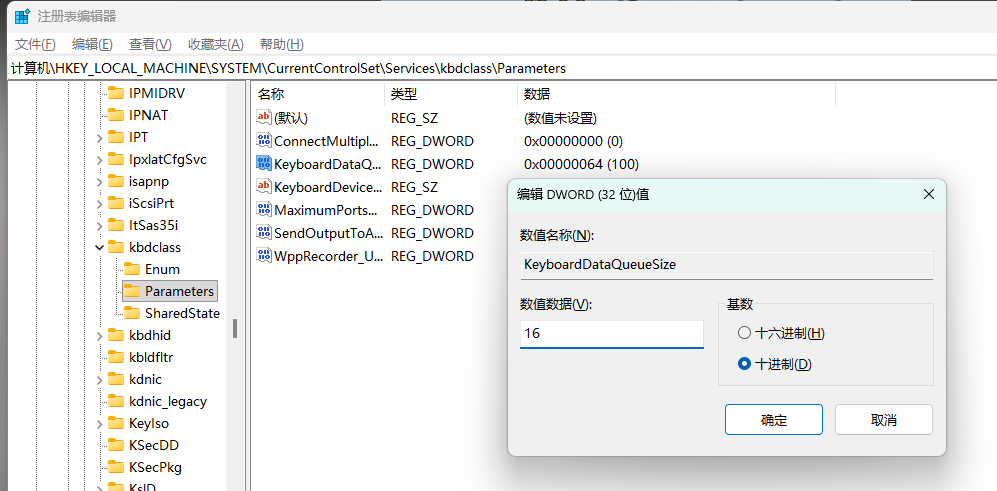 注册表编辑器
文件(F) 编辑(E) 查看(V) 收藏夹(A) 帮助(H)
计算机\HKEY_LOCAL_MACHINE\SYSTEM\CurrentControlSet\Services\kbdclass\Parameters
IPMIDRV
IPNAT
IPT
IpxlatCfgSvc
isapnp
iScsiPrt
ItSas35i
kbdclass
Enum
Parameters
SharedState
kbdhid
kbldfltr
kdnic
kdnic_legacy
KeyIso
KSecDD
KSecPkg
KslD
名称 类型 数据
(默认) REG_SZ (数值未设置)
ConnectMultipl... REG_DWORD 0x00000000 (0)
KeyboardDataQ... REG_DWORD 0x00000064 (100)
KeyboardDevice... REG_SZ
MaximumPorts... REG_DWORD
SendOutputToA... REG_DWORD
WppRecorder_U... REG_DWORD
编辑 DWORD (32 位)值
数值名称(N):
KeyboardDataQueueSize
数值数据(V):
16
基数
十六进制(H)
十进制(D)
确定 取消